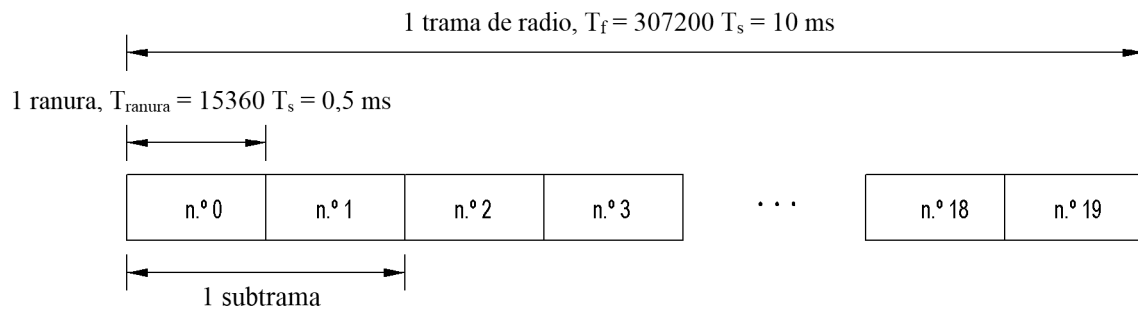 1 trama de radio, Tf = 307200 Ts = 10 ms
1 ranura, Tranura = 15360 Ts = 0,5 ms
n.º 0 n.º 1 n.º 2 n.º 3 . . . n.º 18 n.º 19
1 subtrama